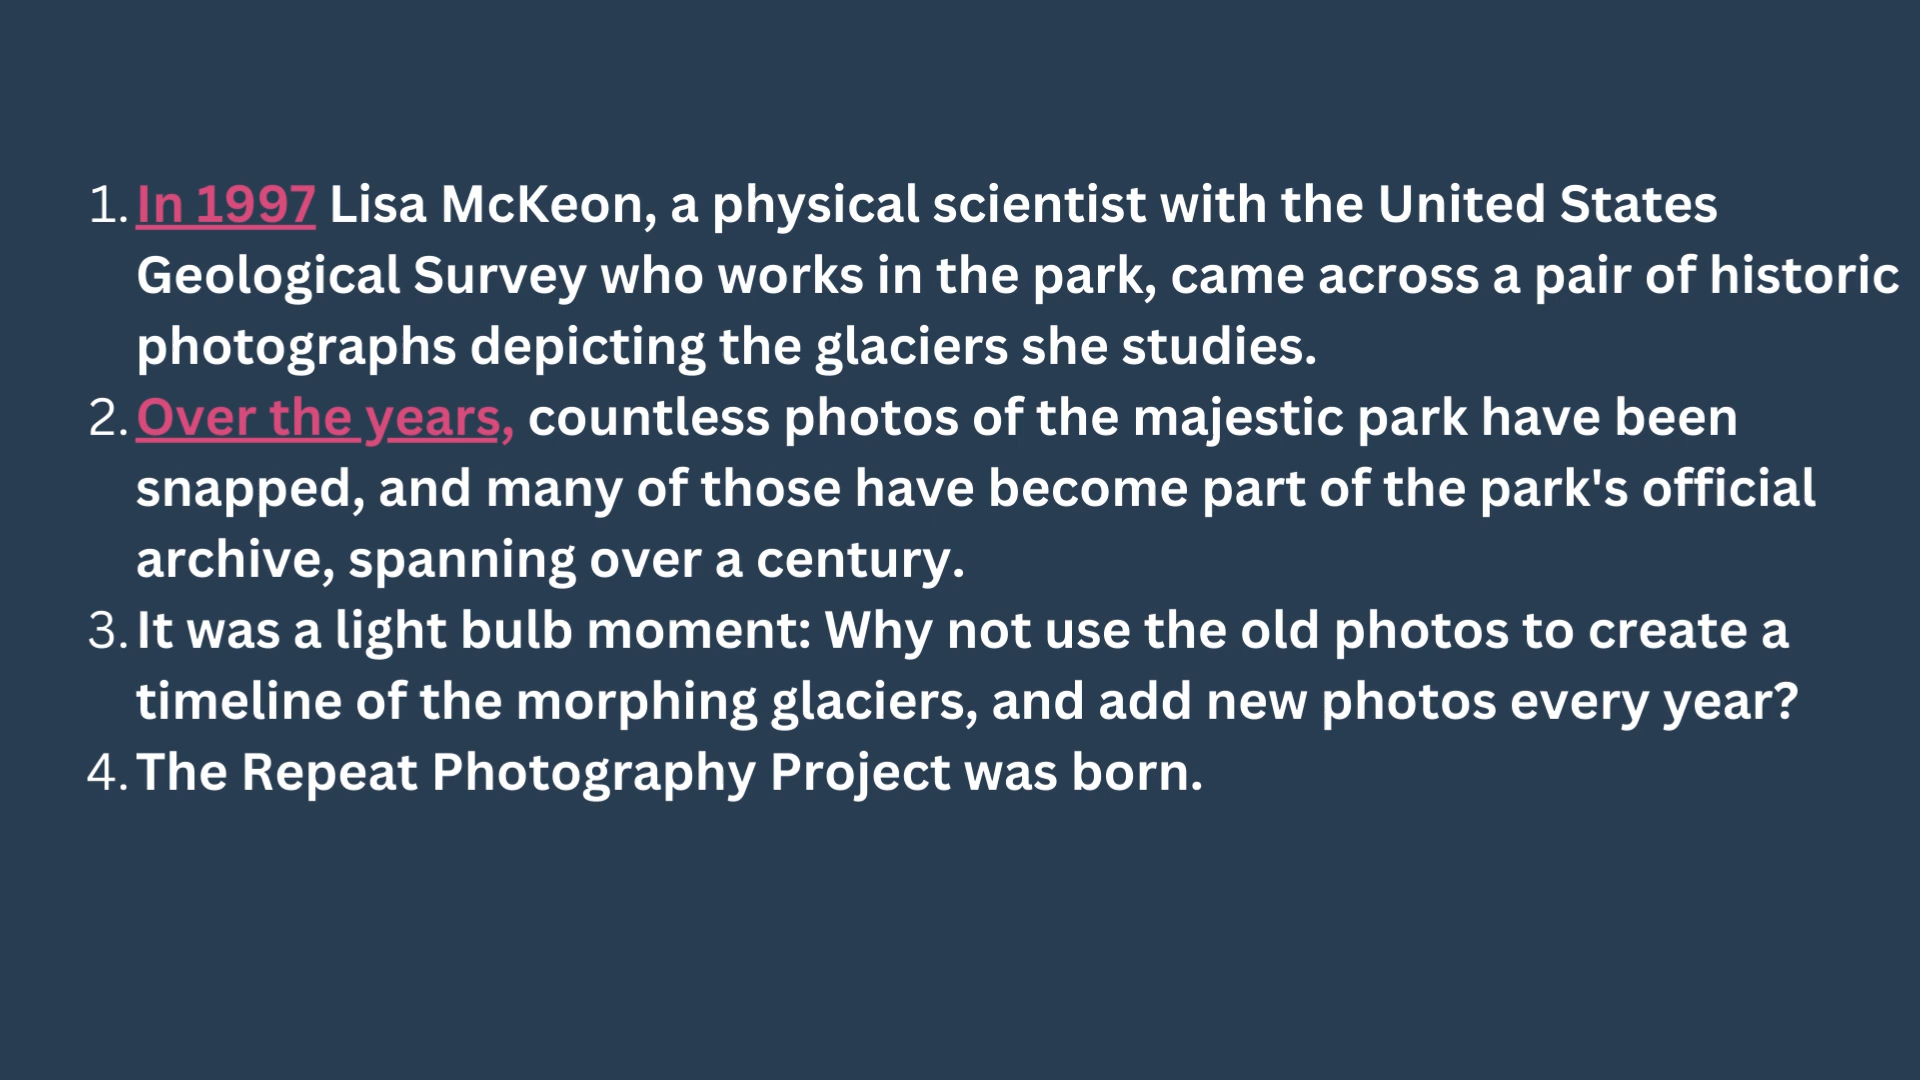 1. In 1997 Lisa McKeon, a physical scientist with the United States
Geological Survey who works in the park, came across a pair of historic
photographs depicting the glaciers she studies.
2. Over the years, countless photos of the majestic park have been
snapped, and many of those have become part of the park's official
archive, spanning over a century.
3. It was a light bulb moment: Why not use the old photos to create a
timeline of the morphing glaciers, and add new photos every year?
4. The Repeat Photography Project was born.